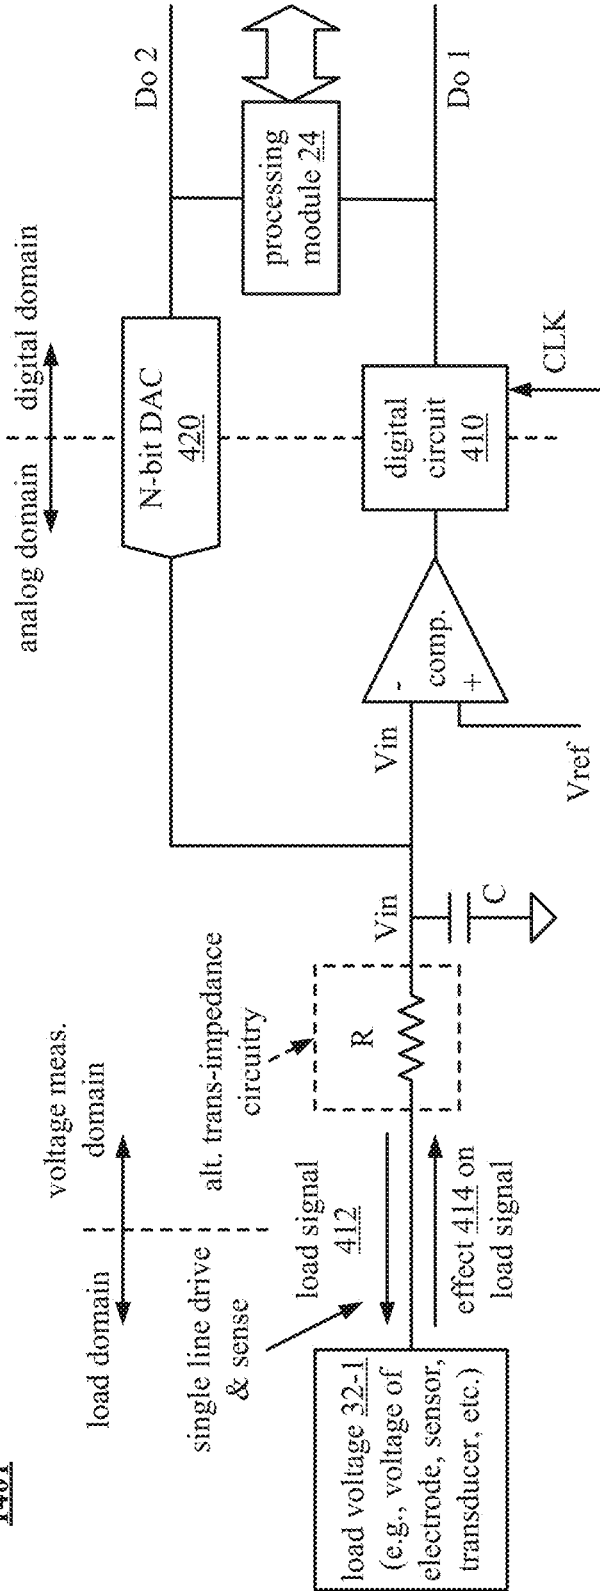 load domain
voltage meas.
domain
analog domain
digital domain
single line drive
& sense
alt. trans-impedance
circuitry
N-bit DAC
420
Do 2
load signal
412
R
Vin
Vin
C
load voltage 32-1
(e.g., voltage of
electrode, sensor,
transducer, etc.)
effect 414 on
load signal
-
comp.
+
Vref
digital
circuit
410
CLK
processing
module 24
Do 1